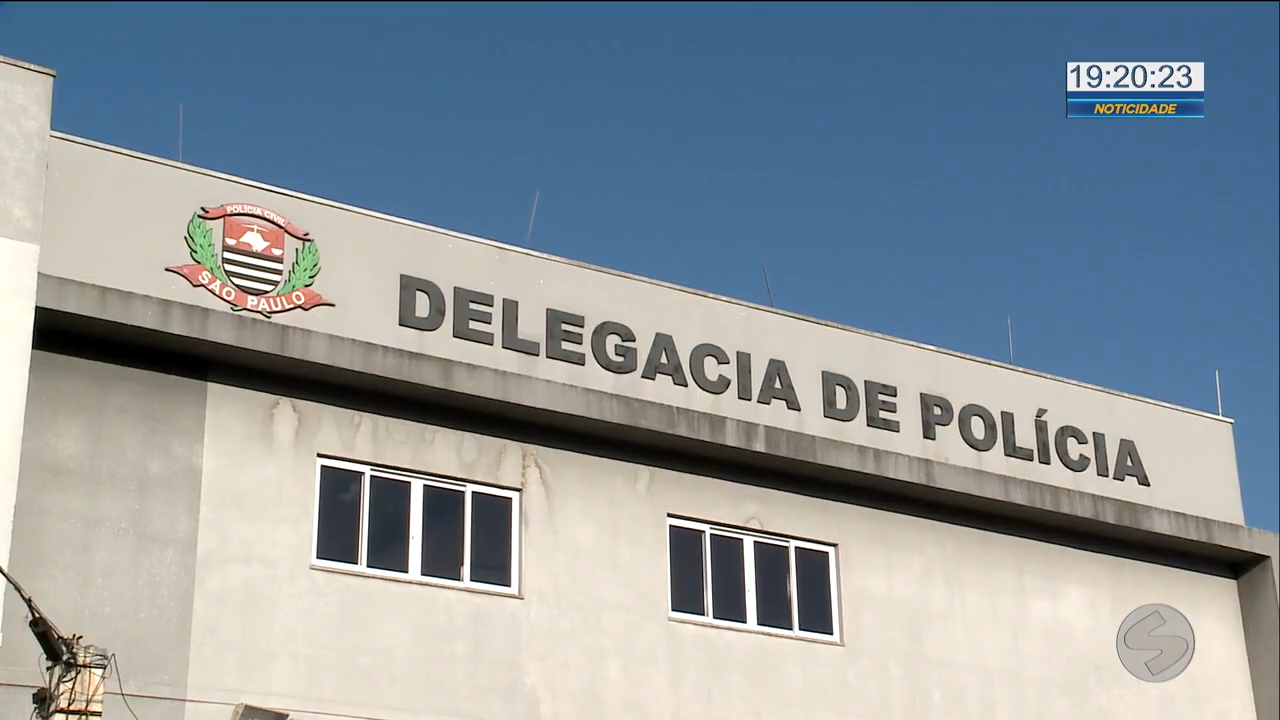 19:20:23
NOTICIDADE
POLÍCIA CIVIL
SÃO PAULO
DELEGACIA DE POLÍCIA